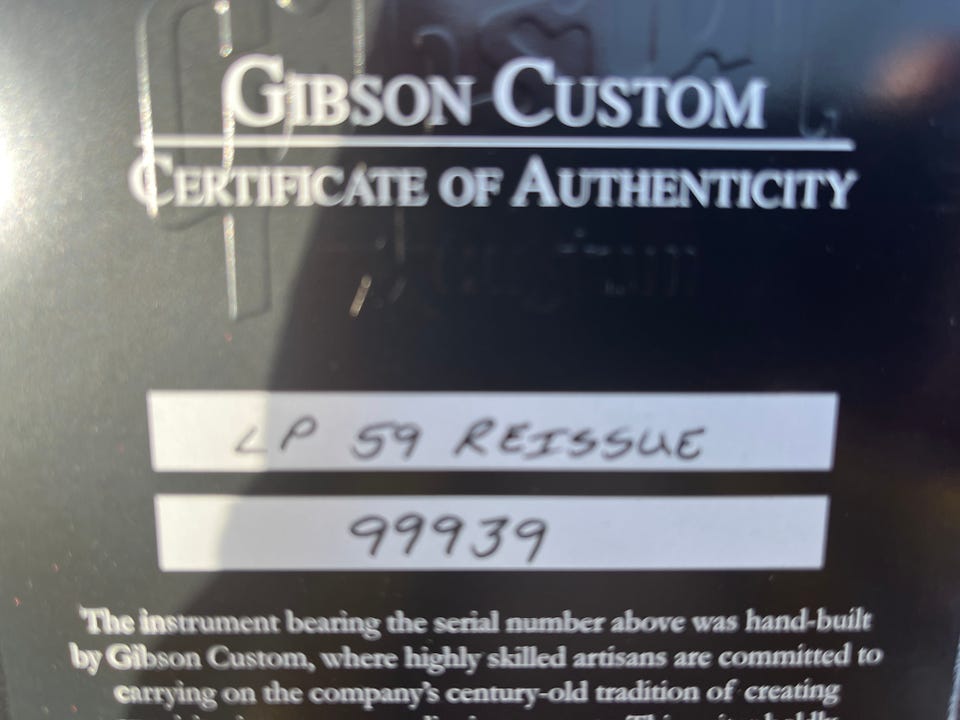 GIBSON CUSTOM
CERTIFICATE OF AUTHENTICITY
LP 59 REISSUE
99939
The instrument bearing the serial number above was hand-built
by Gibson Custom, where highly skilled artisans are committed to
carrying on the company's century-old tradition of creating